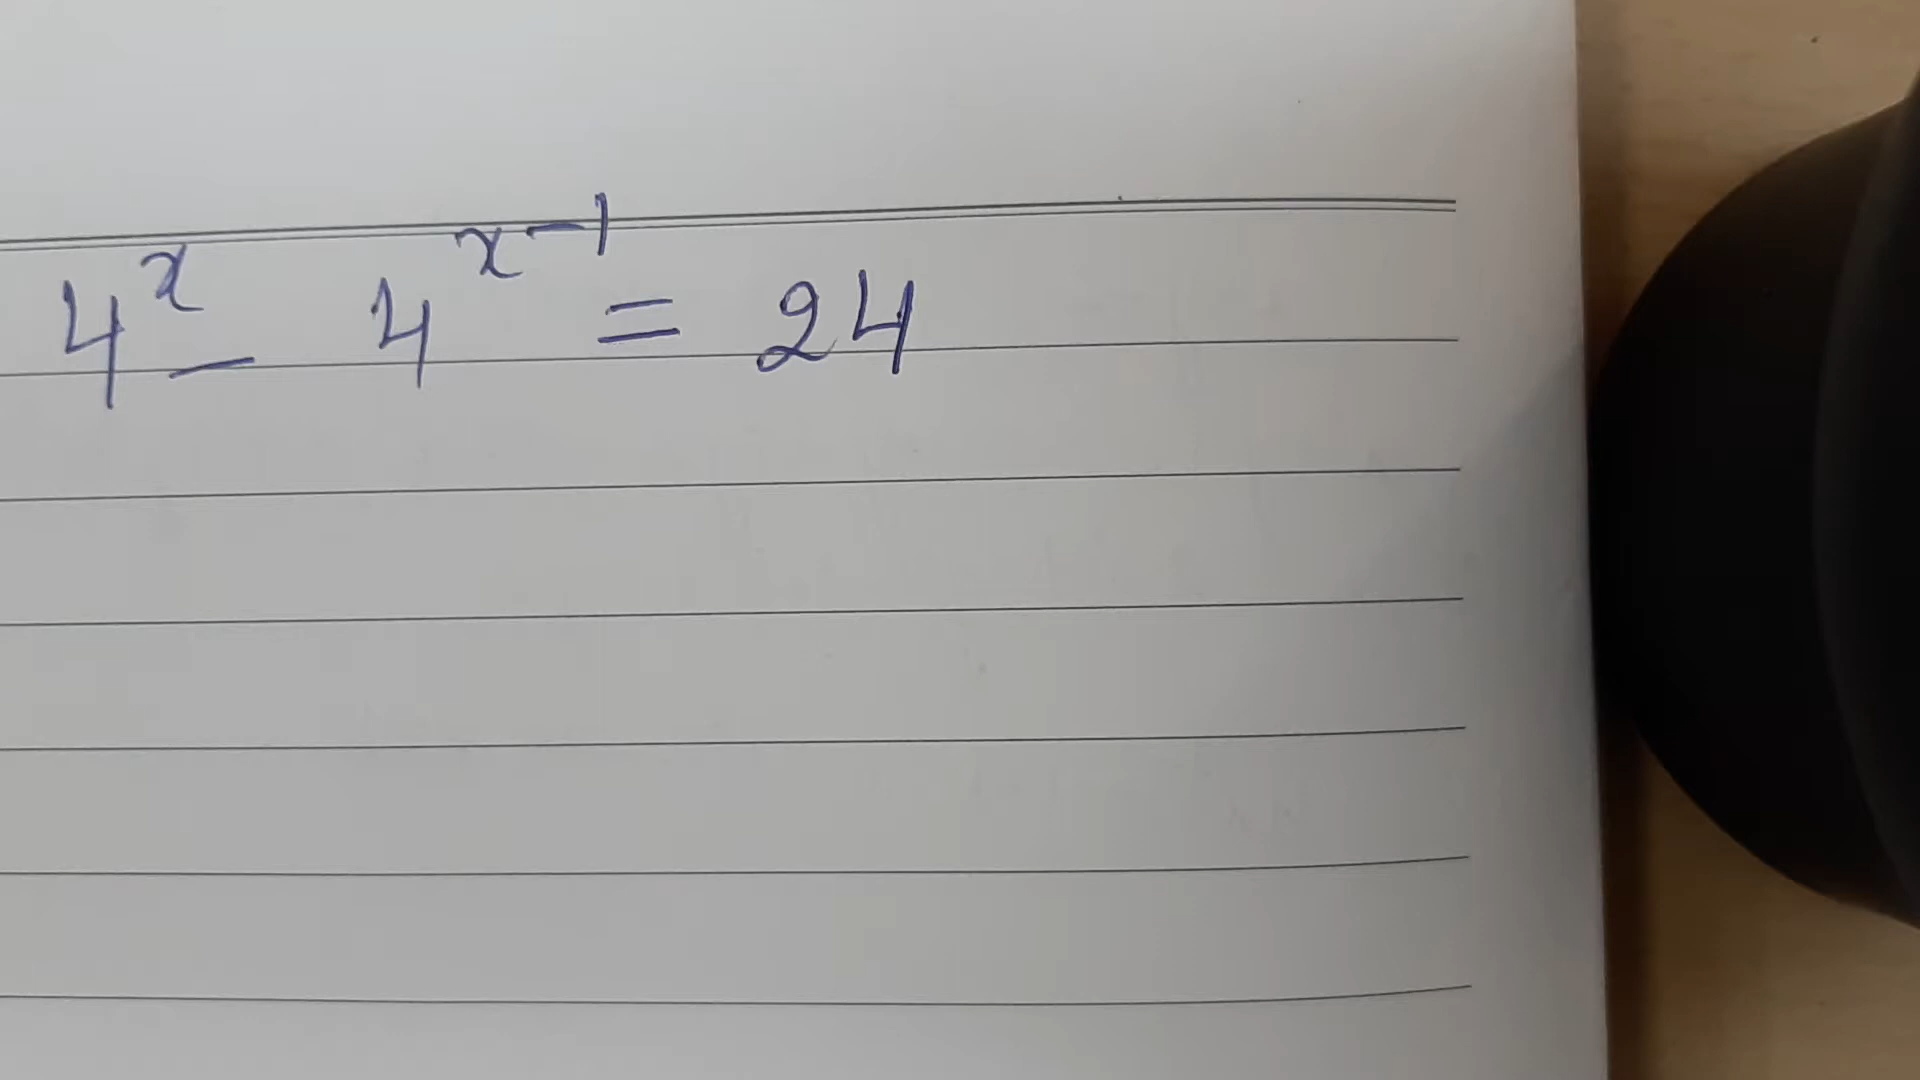 4^x - 4^{x-1} = 24